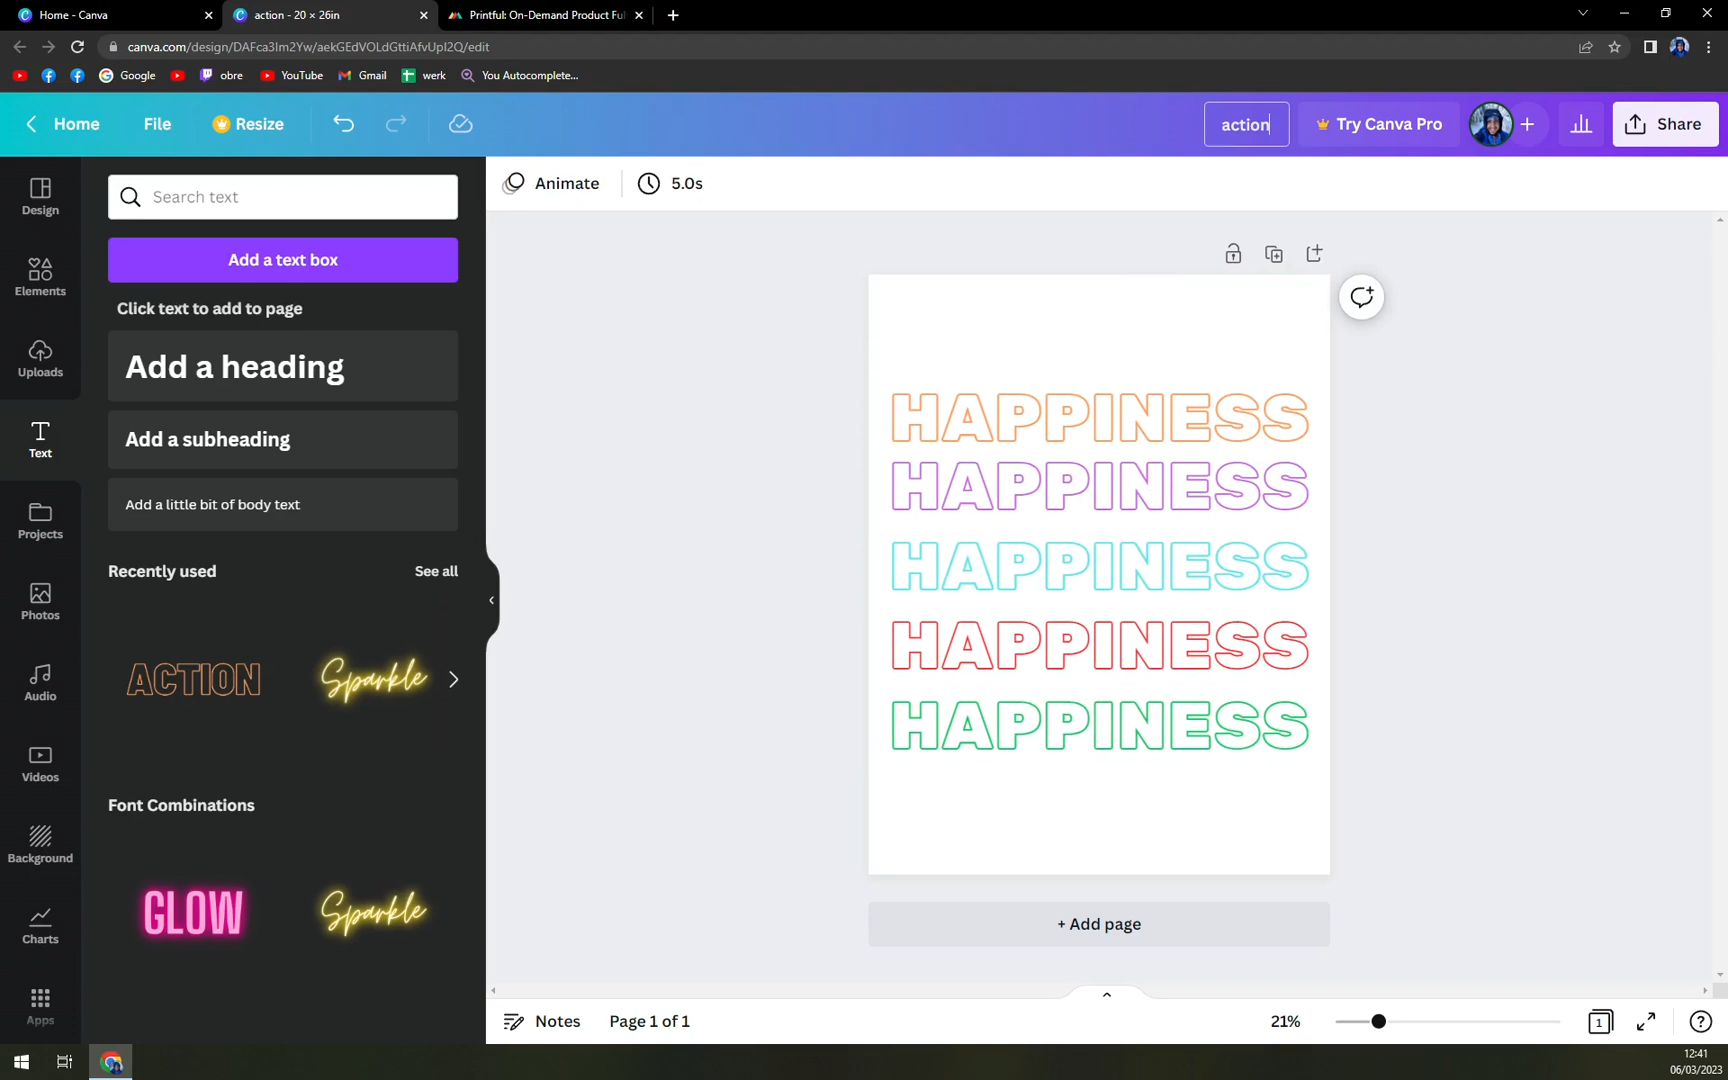 Home - Canva
action - 20 × 26in
Printful: On-Demand Product Ful
canva.com/design/DAFca3lm2Yw/aekGEdVOLdGttiAfvUpI2Q/edit
Google
obre
YouTube
Gmail
werk
You Autocomplete...
Home
File
Resize
action
Try Canva Pro
Share
Design
Elements
Uploads
Text
Projects
Photos
Audio
Videos
Background
Charts
Apps
Search text
Add a text box
Click text to add to page
Add a heading
Add a subheading
Add a little bit of body text
Recently used
See all
ACTION
Sparkle
Font Combinations
GLOW
Sparkle
Animate
5.0s
HAPPINESS
HAPPINESS
HAPPINESS
HAPPINESS
HAPPINESS
+ Add page
Notes
Page 1 of 1
21%
1
12:41
06/03/2023